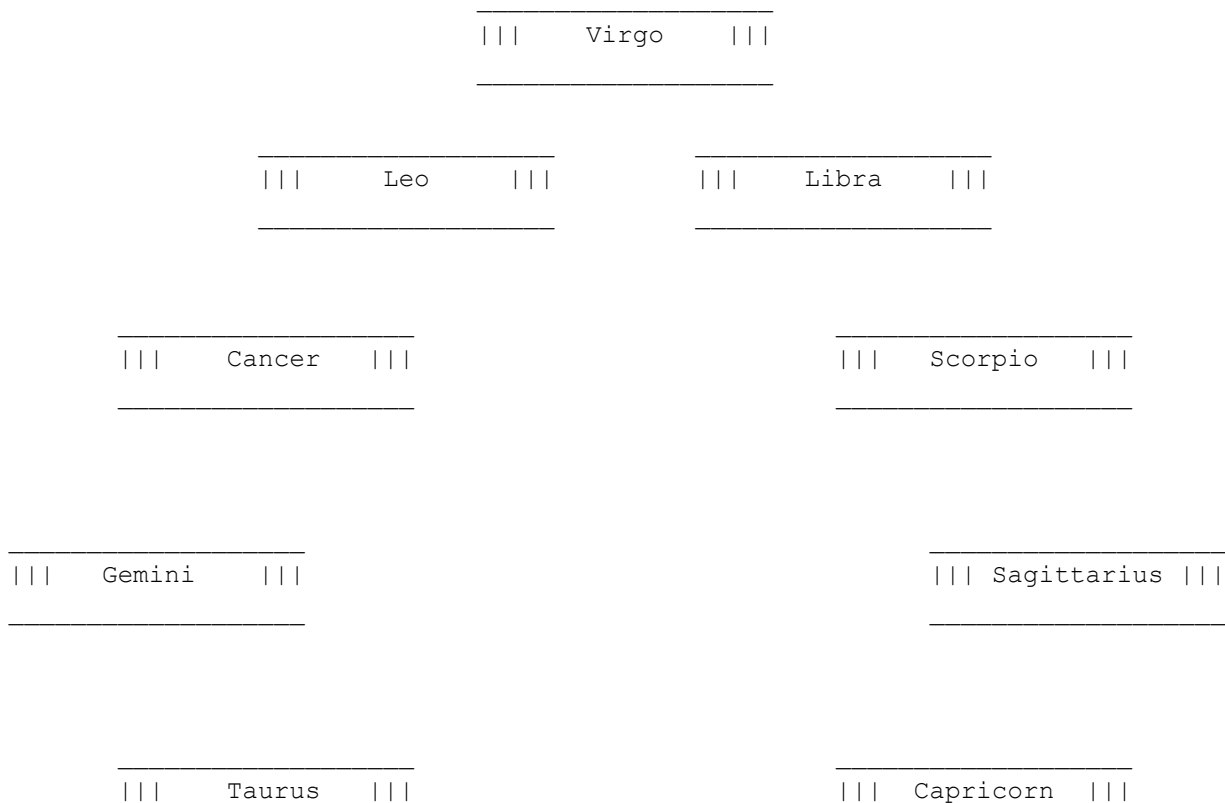 ||| Virgo |||
||| Leo ||| ||| Libra |||
||| Cancer ||| ||| Scorpio |||
||| Gemini ||| ||| Sagittarius |||
||| Taurus ||| ||| Capricorn |||